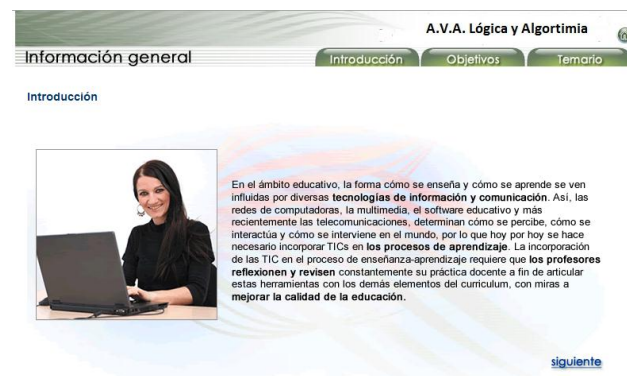 A.V.A. Lógica y Algortimia
Información general
Introducción
Objetivos
Temario
Introducción
En el ámbito educativo, la forma cómo se enseña y cómo se aprende se ven
influidas por diversas tecnologías de información y comunicación. Así, las
redes de computadoras, la multimedia, el software educativo y más
recientemente las telecomunicaciones, determinan cómo se percibe, cómo se
interactúa y cómo se interviene en el mundo, por lo que hoy por hoy se hace
necesario incorporar TICs en los procesos de aprendizaje. La incorporación
de las TIC en el proceso de enseñanza-aprendizaje requiere que los profesores
reflexionen y revisen constantemente su práctica docente a fin de articular
estas herramientas con los demás elementos del curriculum, con miras a
mejorar la calidad de la educación.
siguiente